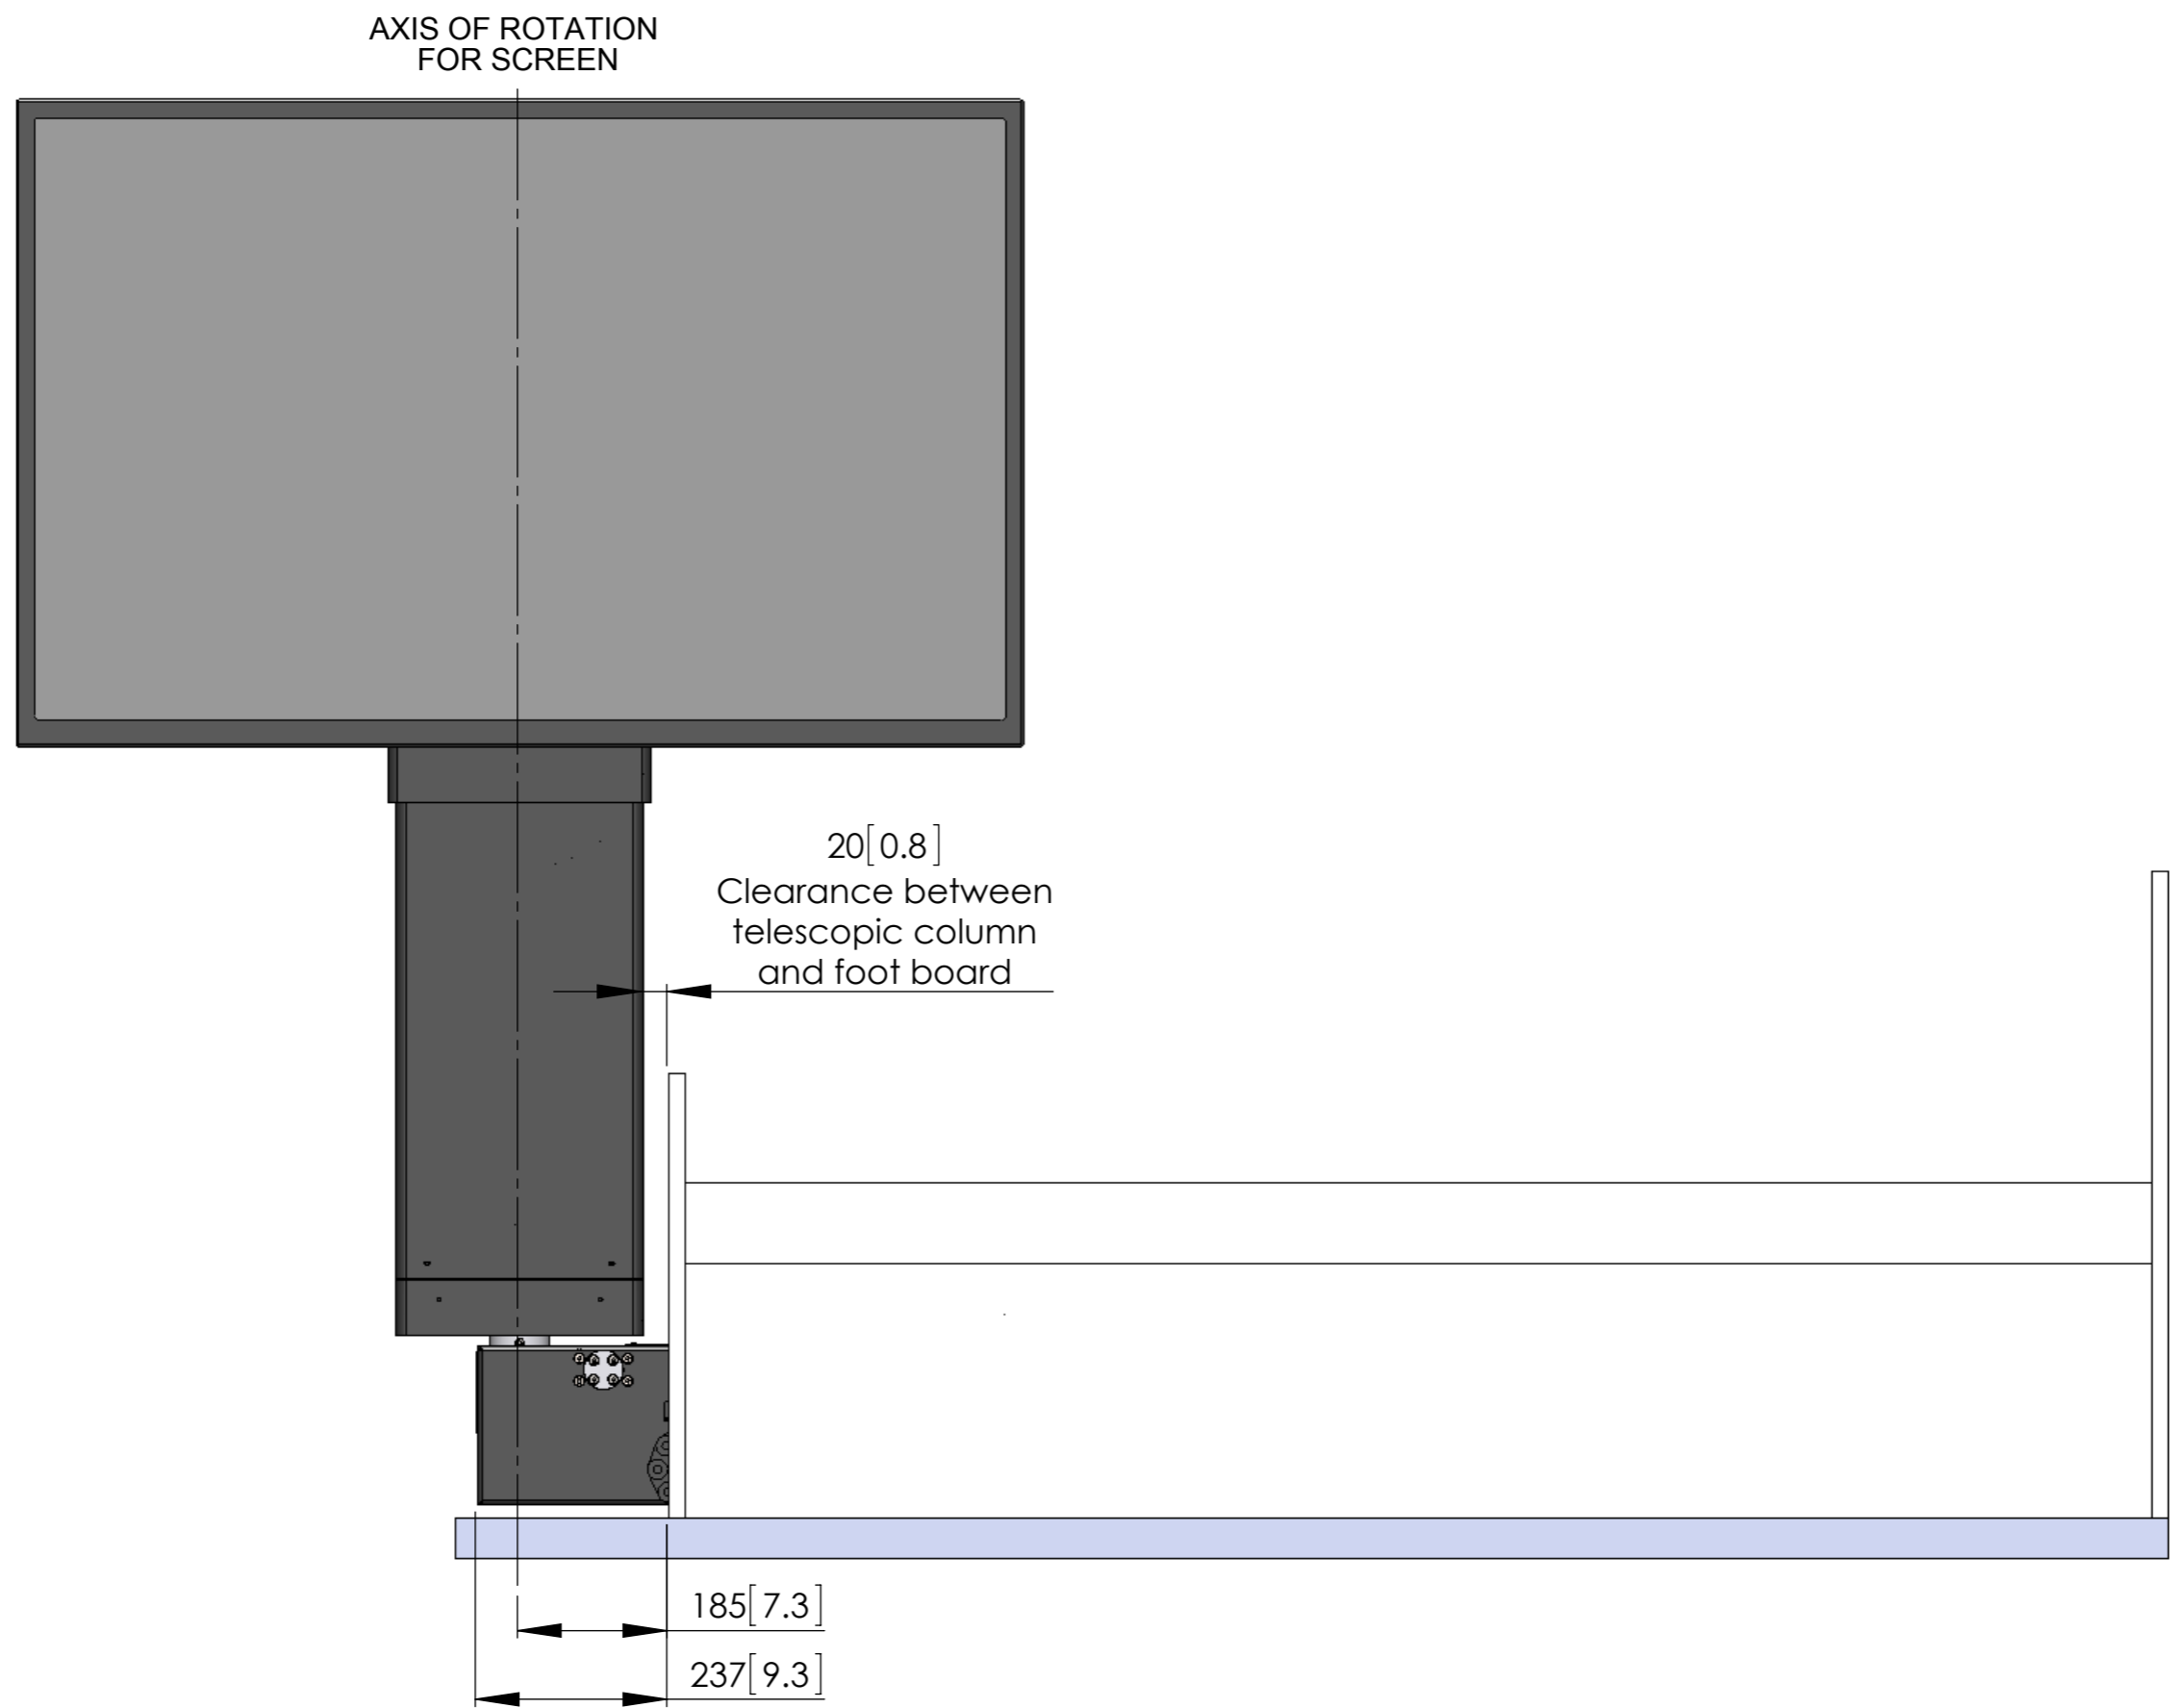 AXIS OF ROTATION
FOR SCREEN
20[0.8]
Clearance between
telescopic column
and foot board
185[7.3]
237[9.3]